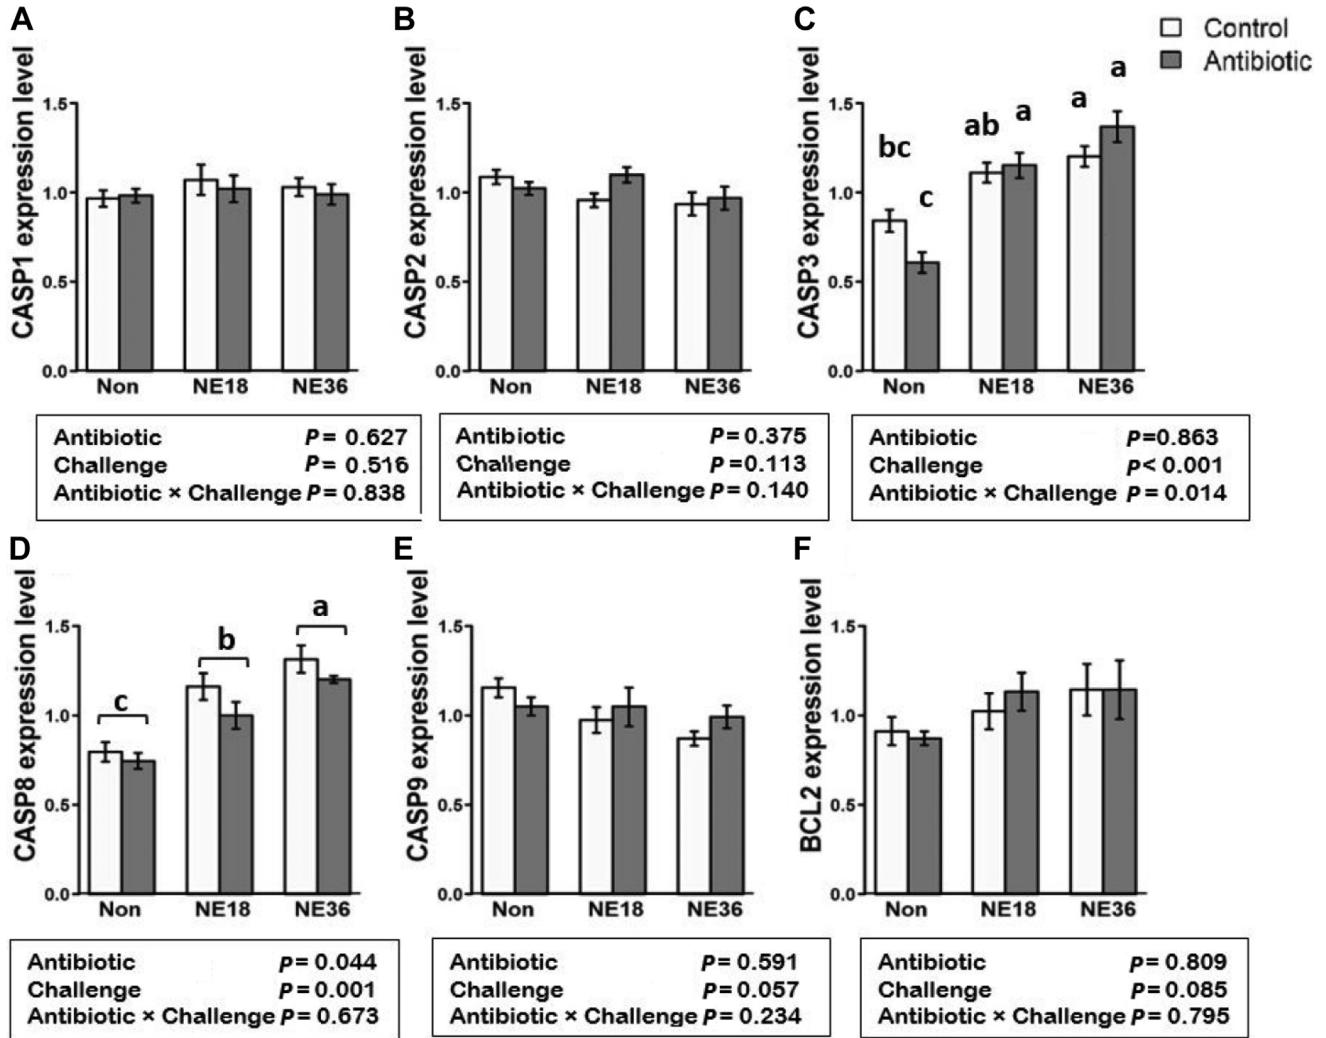 A
B
C
Control
Antibiotic
CASP1 expression level
1.5
1.0
0.5
0.0
Non NE18 NE36
CASP2 expression level
1.5
1.0
0.5
0.0
Non NE18 NE36
CASP3 expression level
1.5
1.0
0.5
0.0
bc
c
ab
a
a
a
Non NE18 NE36
Antibiotic P= 0.627
Challenge P= 0.516
Antibiotic × Challenge P= 0.838
Antibiotic P=0.375
Challenge P=0.113
Antibiotic × Challenge P= 0.140
Antibiotic P=0.863
Challenge P< 0.001
Antibiotic × Challenge P= 0.014
D
E
F
CASP8 expression level
1.5
1.0
0.5
0.0
c
b
a
Non NE18 NE36
CASP9 expression level
1.5
1.0
0.5
0.0
Non NE18 NE36
BCL2 expression level
1.5
1.0
0.5
0.0
Non NE18 NE36
Antibiotic P= 0.044
Challenge P= 0.001
Antibiotic × Challenge P= 0.673
Antibiotic P= 0.591
Challenge P= 0.057
Antibiotic × Challenge P= 0.234
Antibiotic P= 0.809
Challenge P= 0.085
Antibiotic × Challenge P= 0.795